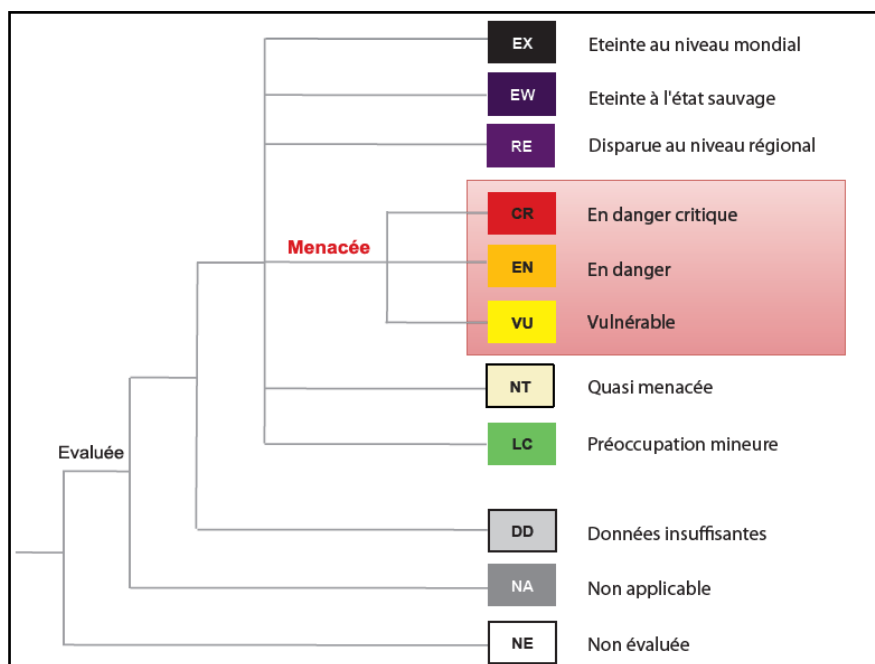 EX Eteinte au niveau mondial
EW Eteinte à l'état sauvage
RE Disparue au niveau régional
CR En danger critique
Menacée
EN En danger
VU Vulnérable
NT Quasi menacée
LC Préoccupation mineure
Evaluée
DD Données insuffisantes
NA Non applicable
NE Non évaluée